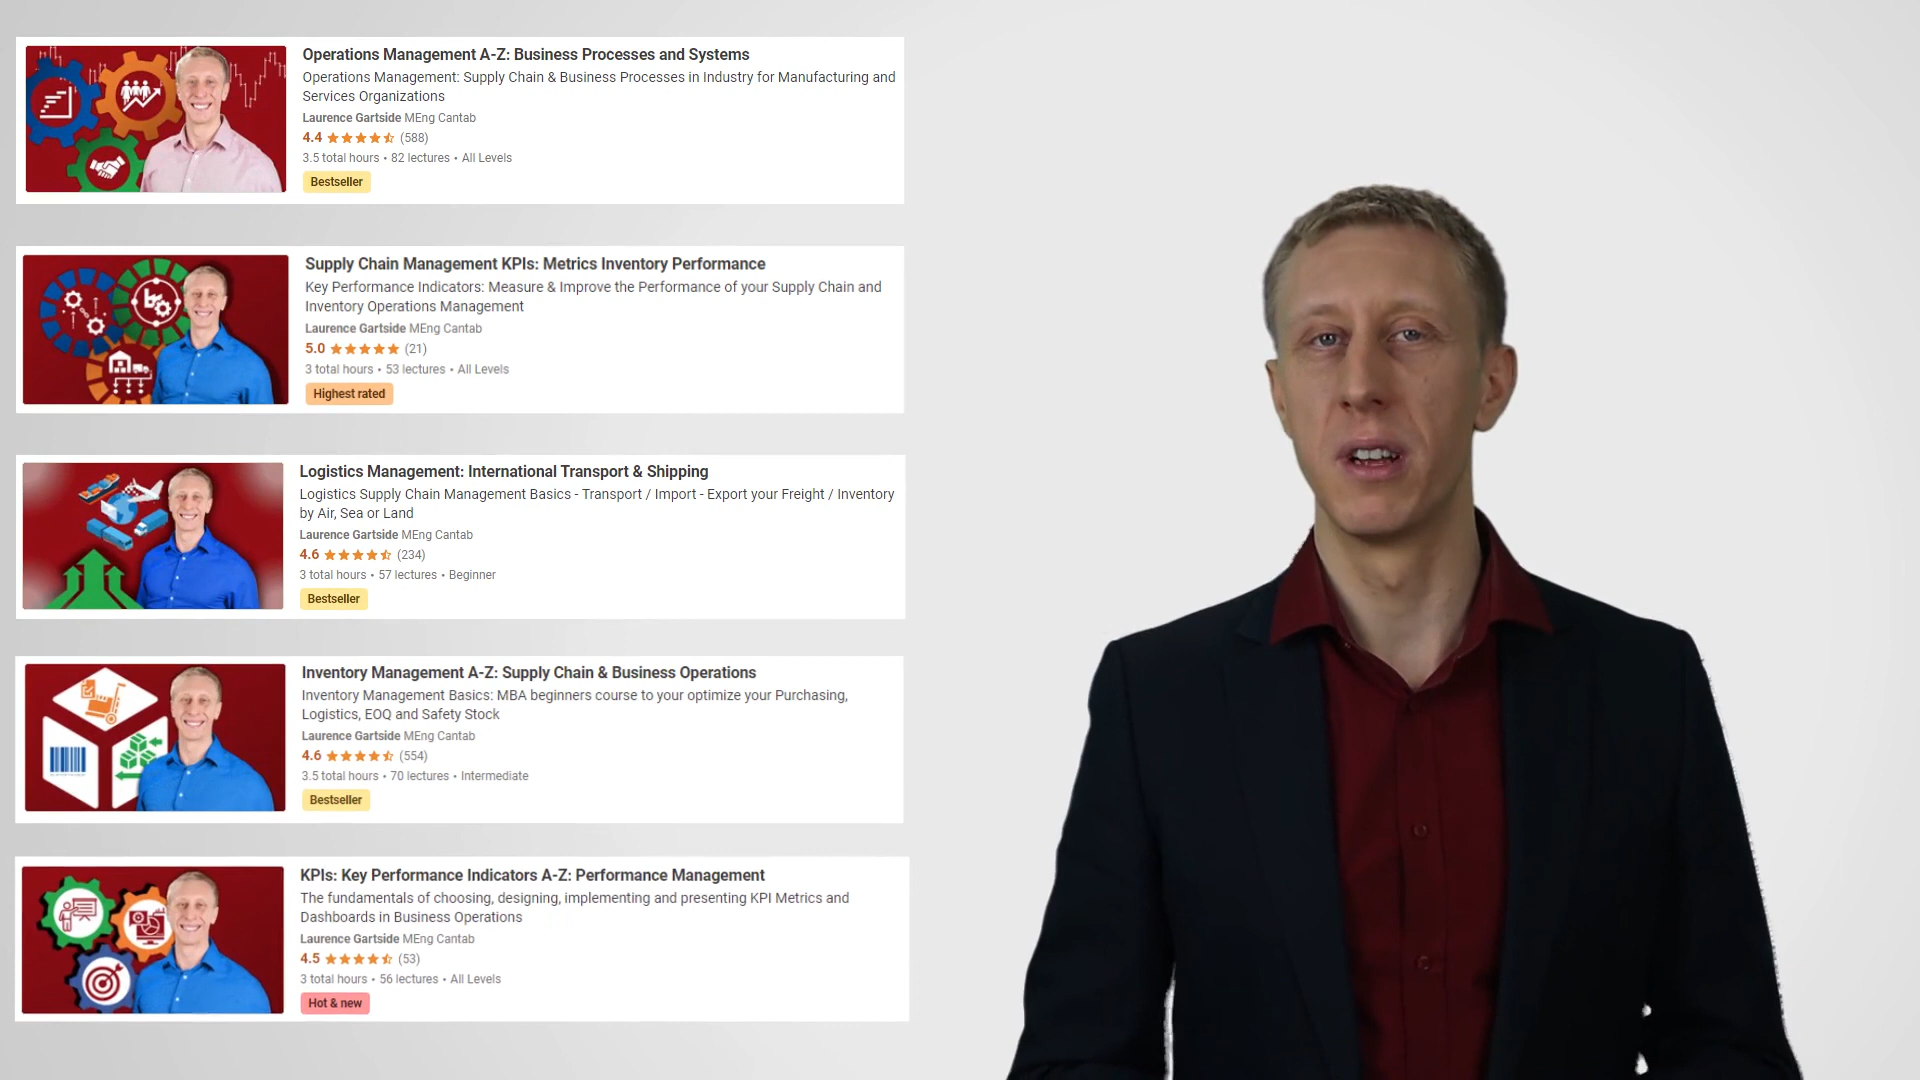 Operations Management A-Z: Business Processes and Systems
Operations Management: Supply Chain & Business Processes in Industry for Manufacturing and
Services Organizations
Laurence Gartside MEng Cantab
4.4 (588)
3.5 total hours • 82 lectures • All Levels
Bestseller
Supply Chain Management KPIs: Metrics Inventory Performance
Key Performance Indicators: Measure & Improve the Performance of your Supply Chain and
Inventory Operations Management
Laurence Gartside MEng Cantab
5.0 (21)
3 total hours • 53 lectures • All Levels
Highest rated
Logistics Management: International Transport & Shipping
Logistics Supply Chain Management Basics - Transport / Import - Export your Freight / Inventory
by Air, Sea or Land
Laurence Gartside MEng Cantab
4.6 (234)
3 total hours • 57 lectures • Beginner
Bestseller
Inventory Management A-Z: Supply Chain & Business Operations
Inventory Management Basics: MBA beginners course to your optimize your Purchasing,
Logistics, EOQ and Safety Stock
Laurence Gartside MEng Cantab
4.6 (554)
3.5 total hours • 70 lectures • Intermediate
Bestseller
KPIs: Key Performance Indicators A-Z: Performance Management
The fundamentals of choosing, designing, implementing and presenting KPI Metrics and
Dashboards in Business Operations
Laurence Gartside MEng Cantab
4.5 (53)
3 total hours • 56 lectures • All Levels
Hot & new